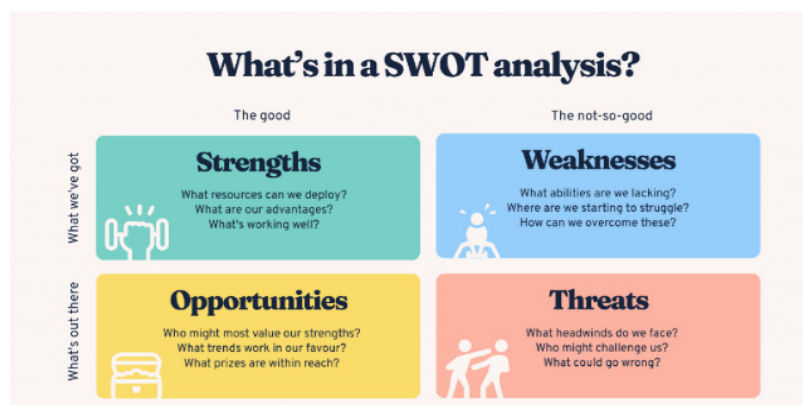 What's in a SWOT analysis?
The good
The not-so-good
What we've got
Strengths
What resources can we deploy?
What are our advantages?
What's working well?
Weaknesses
What abilities are we lacking?
Where are we starting to struggle?
How can we overcome these?
What's out there
Opportunities
Who might most value our strengths?
What trends work in our favour?
What prizes are within reach?
Threats
What headwinds do we face?
Who might challenge us?
What could go wrong?